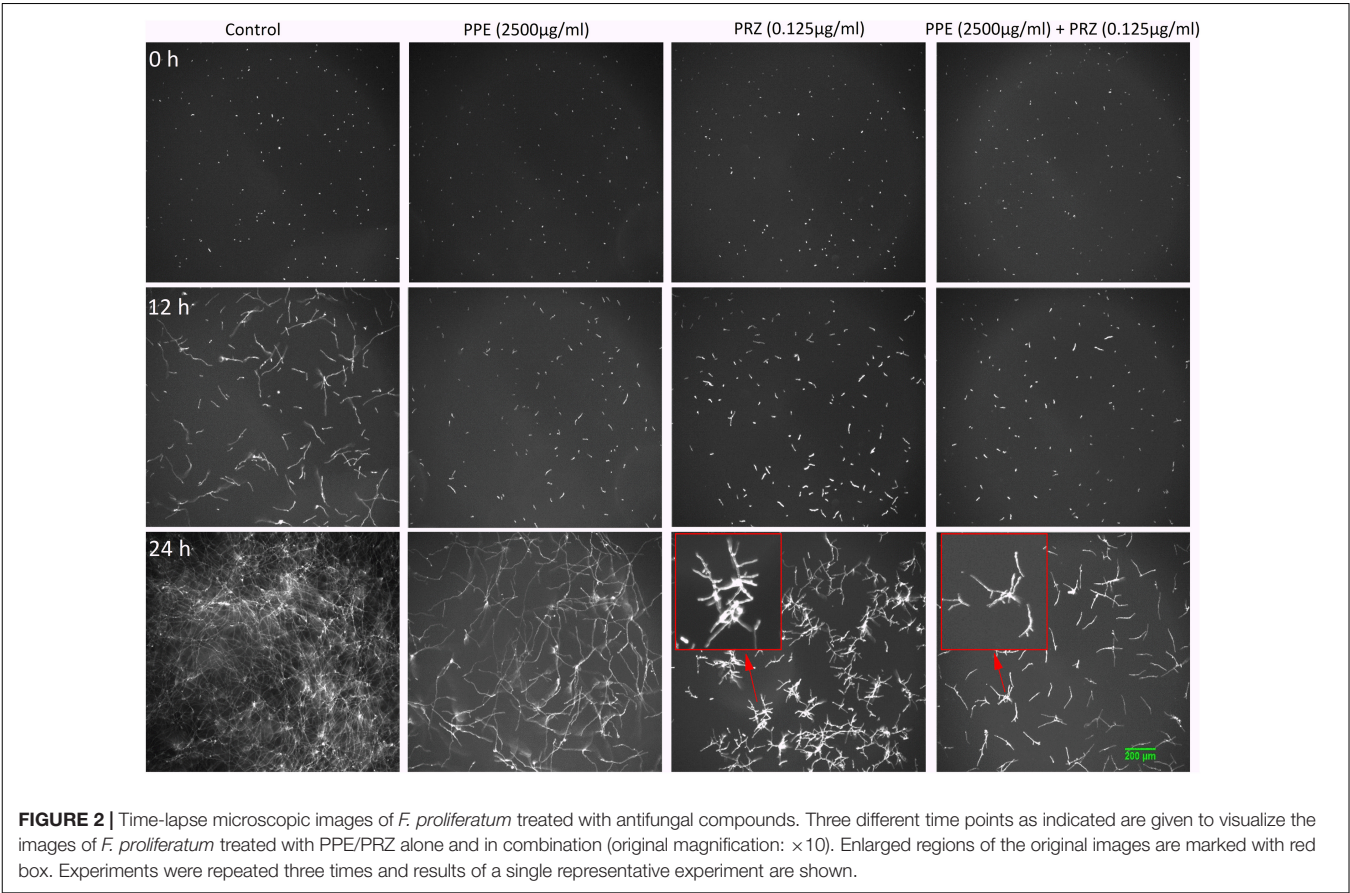 Control
PPE (2500µg/ml)
PRZ (0.125µg/ml)
PPE (2500µg/ml) + PRZ (0.125µg/ml)
0 h
12 h
24 h
200 µm
FIGURE 2 | Time-lapse microscopic images of F. proliferatum treated with antifungal compounds. Three different time points as indicated are given to visualize the
images of F. proliferatum treated with PPE/PRZ alone and in combination (original magnification: ×10). Enlarged regions of the original images are marked with red
box. Experiments were repeated three times and results of a single representative experiment are shown.